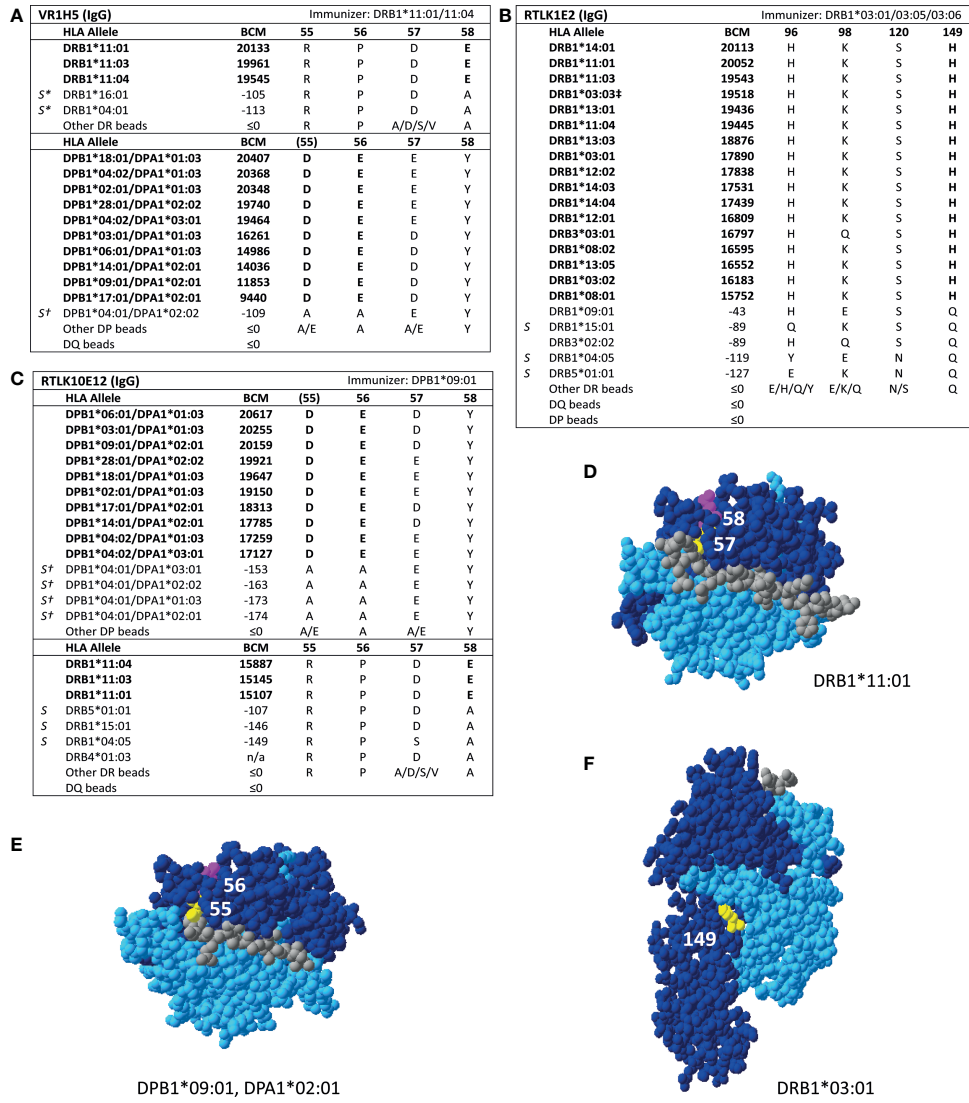 A
VR1H5 (IgG) Immunizer: DRB1*11:01/11:04
HLA Allele BCM 55 56 57 58
DRB1*11:01 20133 R P D E
DRB1*11:03 19961 R P D E
DRB1*11:04 19545 R P D E
S* DRB1*16:01 -105 R P D A
S* DRB1*04:01 -113 R P D A
Other DR beads ≤0 R P A/D/S/V A
HLA Allele BCM (55) 56 57 58
DPB1*18:01/DPA1*01:03 20407 D E E Y
DPB1*04:02/DPA1*01:03 20368 D E E Y
DPB1*02:01/DPA1*01:03 20348 D E E Y
DPB1*28:01/DPA1*02:02 19740 D E E Y
DPB1*04:02/DPA1*03:01 19464 D E E Y
DPB1*03:01/DPA1*01:03 16261 D E D Y
DPB1*06:01/DPA1*01:03 14986 D E D Y
DPB1*14:01/DPA1*02:01 14036 D E D Y
DPB1*09:01/DPA1*02:01 11853 D E D Y
DPB1*17:01/DPA1*02:01 9440 D E D Y
S† DPB1*04:01/DPA1*02:02 -109 A A E Y
Other DP beads ≤0 A/E A A/E Y
DQ beads ≤0
B
RTLK1E2 (IgG) Immunizer: DRB1*03:01/03:05/03:06
HLA Allele BCM 96 98 120 149
DRB1*14:01 20113 H K S H
DRB1*11:01 20052 H K S H
DRB1*11:03 19543 H K S H
DRB1*03:03‡ 19518 H K S H
DRB1*13:01 19436 H K S H
DRB1*11:04 19445 H K S H
DRB1*13:03 18876 H K S H
DRB1*03:01 17890 H K S H
DRB1*12:02 17838 H K S H
DRB1*14:03 17531 H K S H
DRB1*14:04 17439 H K S H
DRB1*12:01 16809 H K S H
DRB3*03:01 16797 H Q S H
DRB1*08:02 16595 H K S H
DRB1*13:05 16552 H K S H
DRB1*03:02 16183 H K S H
DRB1*08:01 15752 H K S H
DRB1*09:01 -43 H E S Q
S DRB1*15:01 -89 Q K S Q
DRB3*02:02 -89 H Q S Q
S DRB1*04:05 -119 Y E N Q
S DRB5*01:01 -127 E K N Q
Other DR beads ≤0 E/H/Q/Y E/K/Q N/S Q
DQ beads ≤0
DP beads ≤0
C
RTLK10E12 (IgG) Immunizer: DPB1*09:01
HLA Allele BCM (55) 56 57 58
DPB1*06:01/DPA1*01:03 20617 D E D Y
DPB1*03:01/DPA1*01:03 20255 D E D Y
DPB1*09:01/DPA1*02:01 20159 D E D Y
DPB1*28:01/DPA1*02:02 19921 D E E Y
DPB1*18:01/DPA1*01:03 19647 D E E Y
DPB1*02:01/DPA1*01:03 19150 D E E Y
DPB1*17:01/DPA1*02:01 18313 D E D Y
DPB1*14:01/DPA1*02:01 17785 D E D Y
DPB1*04:02/DPA1*01:03 17259 D E E Y
DPB1*04:02/DPA1*03:01 17127 D E E Y
S† DPB1*04:01/DPA1*03:01 -153 A A E Y
S† DPB1*04:01/DPA1*02:02 -163 A A E Y
S† DPB1*04:01/DPA1*01:03 -173 A A E Y
S† DPB1*04:01/DPA1*02:01 -174 A A E Y
Other DP beads ≤0 A/E A A/E Y
HLA Allele BCM 55 56 57 58
DRB1*11:04 15887 R P D E
DRB1*11:03 15145 R P D E
DRB1*11:01 15107 R P D E
S DRB5*01:01 -107 R P D A
S DRB1*15:01 -146 R P D A
S DRB1*04:05 -149 R P S A
DRB4*01:03 n/a R P D A
Other DR beads ≤0 R P A/D/S/V A
DQ beads ≤0
D
58
57
DRB1*11:01
E
56
55
DPB1*09:01, DPA1*02:01
F
149
DRB1*03:01